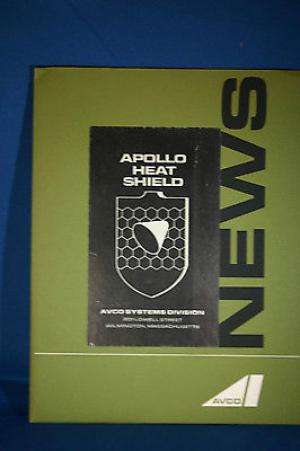 APOLLO
HEAT
SHIELD
AVCO SYSTEMS DIVISION
201 LOWELL STREET
WILMINGTON, MASSACHUSETTS
NEWS
AVCO